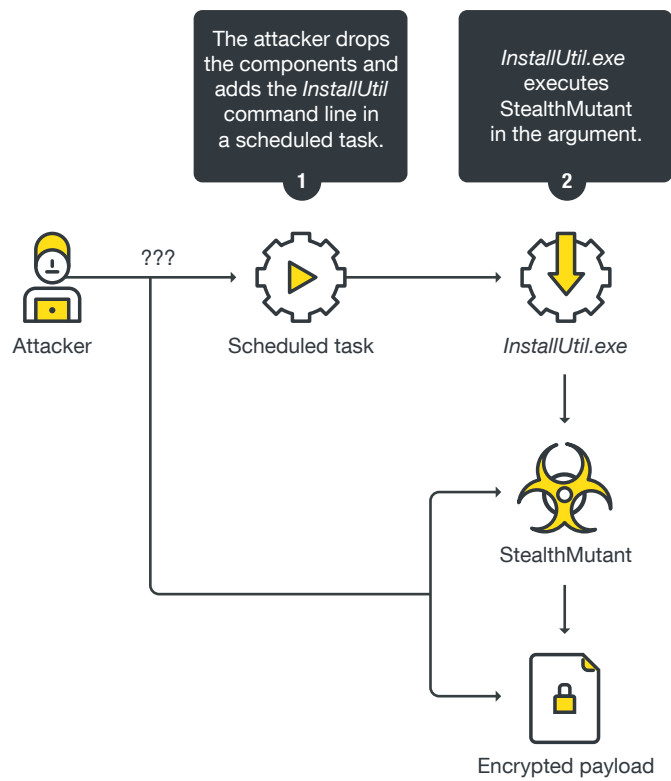 The attacker drops
the components and
adds the InstallUtil
command line in
a scheduled task.
1
InstallUtil.exe
executes
StealthMutant
in the argument.
2
???
Attacker
Scheduled task
InstallUtil.exe
StealthMutant
Encrypted payload